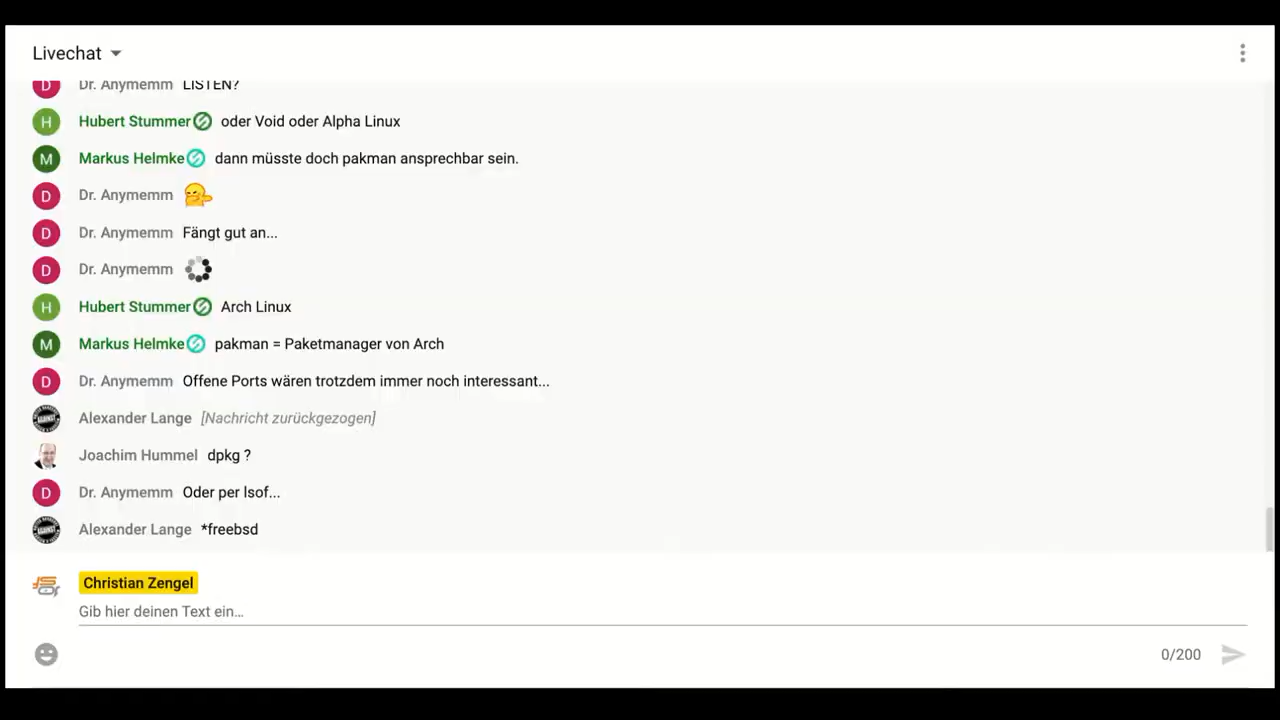 Livechat
Dr. Anymemm LISTEN?
Hubert Stummer oder Void oder Alpha Linux
Markus Helmke dann müsste doch pakman ansprechbar sein.
Dr. Anymemm
Dr. Anymemm Fängt gut an...
Dr. Anymemm
Hubert Stummer Arch Linux
Markus Helmke pakman = Paketmanager von Arch
Dr. Anymemm Offene Ports wären trotzdem immer noch interessant...
Alexander Lange [Nachricht zurückgezogen]
Joachim Hummel dpkg ?
Dr. Anymemm Oder per lsof...
Alexander Lange *freebsd
Christian Zengel
Gib hier deinen Text ein...
0/200